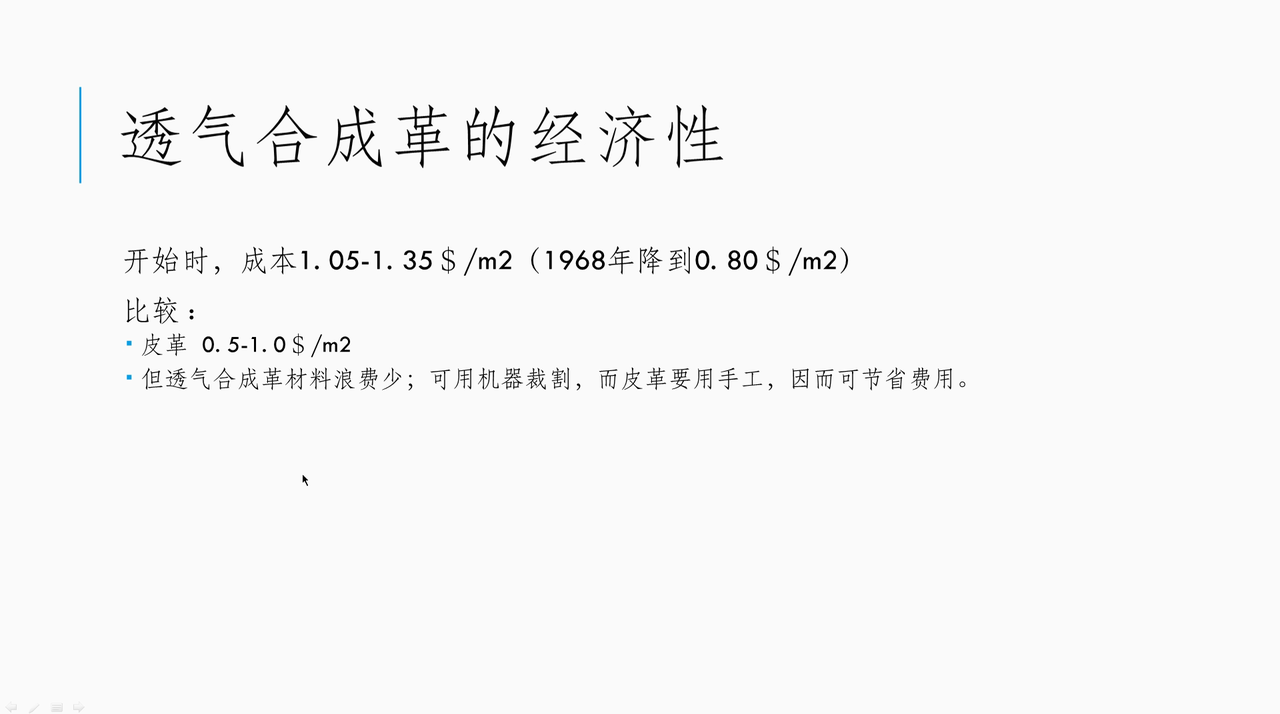 透气合成革的经济性
开始时，成本1.05-1.35＄/m2（1968年降到0.80＄/m2）
比较：
▪ 皮革 0.5-1.0＄/m2
▪ 但透气合成革材料浪费少；可用机器裁割，而皮革要用手工，因而可节省费用。